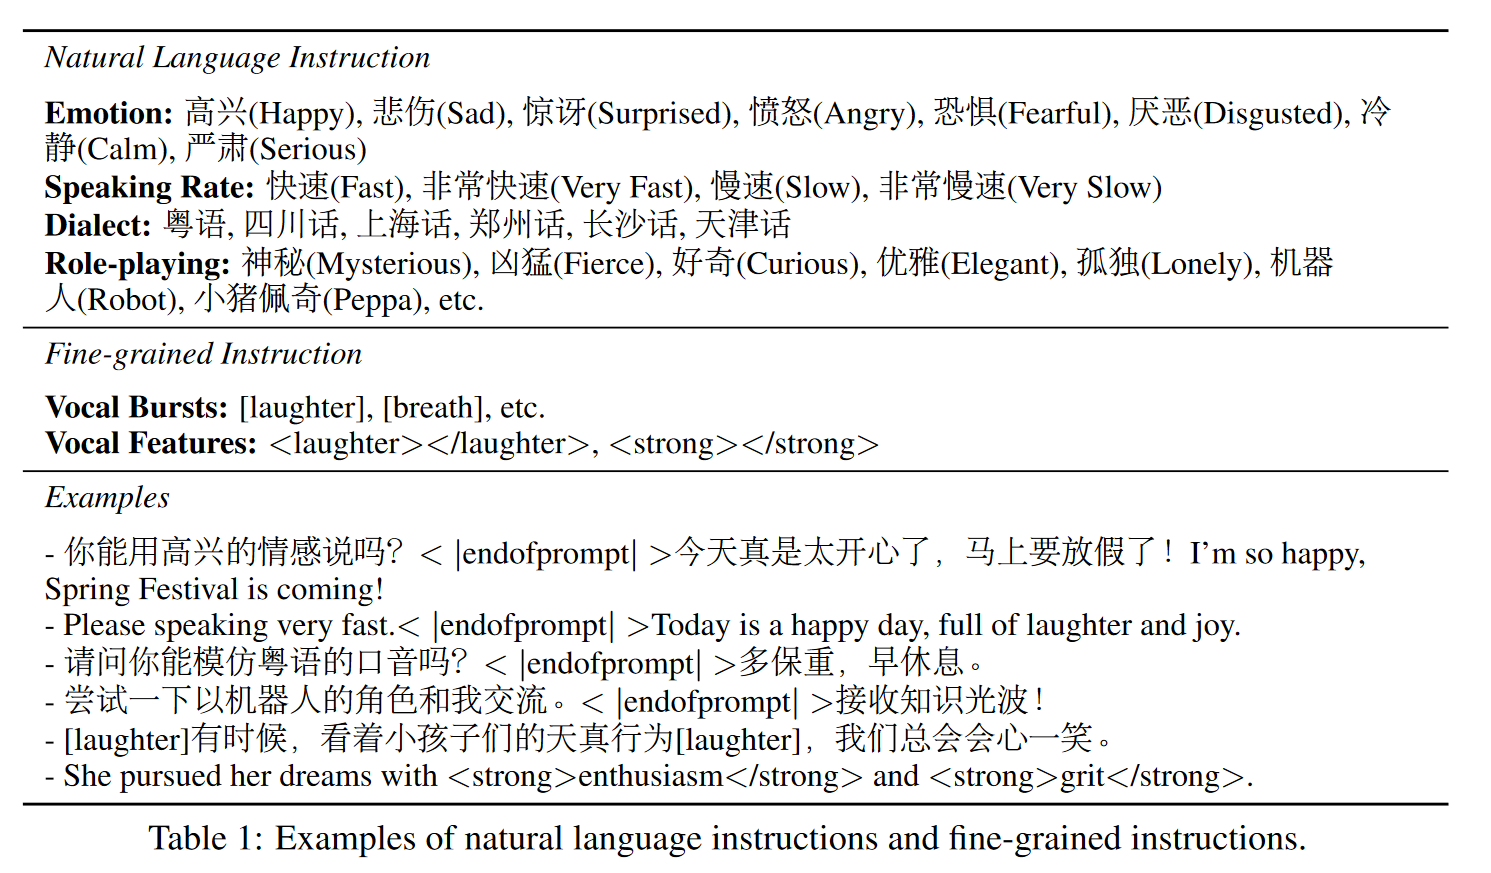 Natural Language Instruction
Emotion: 高兴(Happy), 悲伤(Sad), 惊讶(Surprised), 愤怒(Angry), 恐惧(Fearful), 厌恶(Disgusted), 冷
静(Calm), 严肃(Serious)
Speaking Rate: 快速(Fast), 非常快速(Very Fast), 慢速(Slow), 非常慢速(Very Slow)
Dialect: 粤语, 四川话, 上海话, 郑州话, 长沙话, 天津话
Role-playing: 神秘(Mysterious), 凶猛(Fierce), 好奇(Curious), 优雅(Elegant), 孤独(Lonely), 机器
人(Robot), 小猪佩奇(Peppa), etc.
Fine-grained Instruction
Vocal Bursts: [laughter], [breath], etc.
Vocal Features: <laughter></laughter>, <strong></strong>
Examples
- 你能用高兴的情感说吗？< |endofprompt| >今天真是太开心了，马上要放假了！I'm so happy,
Spring Festival is coming!
- Please speaking very fast.< |endofprompt| >Today is a happy day, full of laughter and joy.
- 请问你能模仿粤语的口音吗？< |endofprompt| >多保重，早休息。
- 尝试一下以机器人的角色和我交流。< |endofprompt| >接收知识光波！
- [laughter]有时候，看着小孩子们的天真行为[laughter]，我们总会会心一笑。
- She pursued her dreams with <strong>enthusiasm</strong> and <strong>grit</strong>.
Table 1: Examples of natural language instructions and fine-grained instructions.